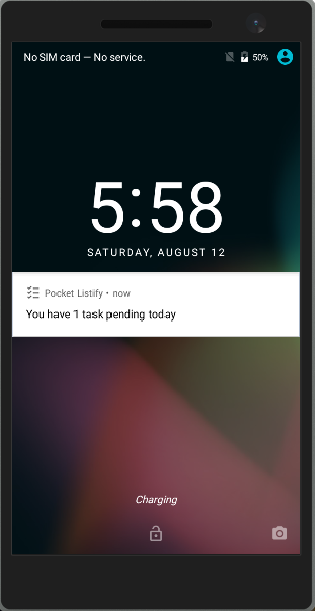 No SIM card — No service.
50%
5:58
SATURDAY, AUGUST 12
Pocket Listify • now
You have 1 task pending today
Charging